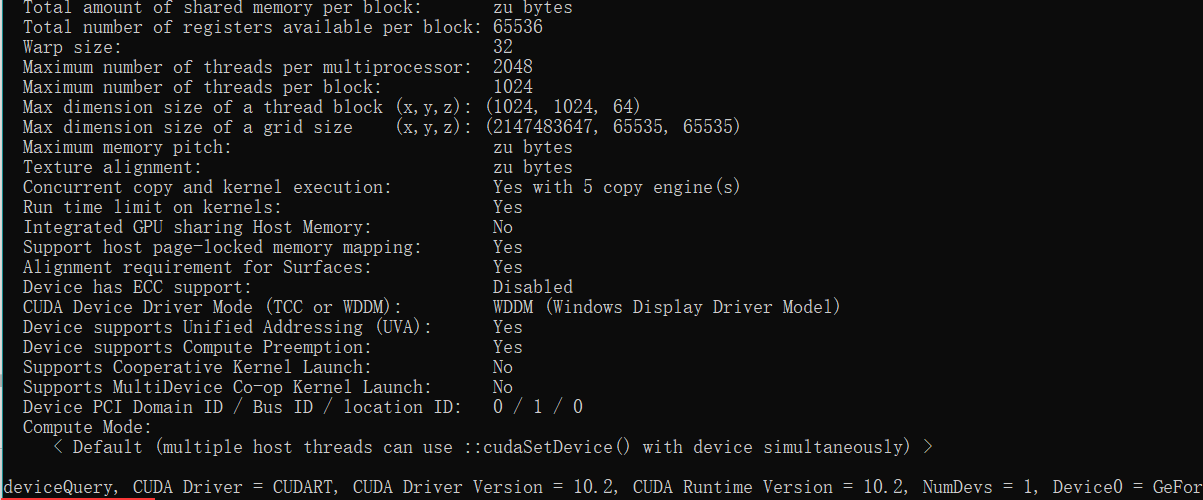 Total amount of shared memory per block: zu bytes
Total number of registers available per block: 65536
Warp size: 32
Maximum number of threads per multiprocessor: 2048
Maximum number of threads per block: 1024
Max dimension size of a thread block (x,y,z): (1024, 1024, 64)
Max dimension size of a grid size (x,y,z): (2147483647, 65535, 65535)
Maximum memory pitch: zu bytes
Texture alignment: zu bytes
Concurrent copy and kernel execution: Yes with 5 copy engine(s)
Run time limit on kernels: Yes
Integrated GPU sharing Host Memory: No
Support host page-locked memory mapping: Yes
Alignment requirement for Surfaces: Yes
Device has ECC support: Disabled
CUDA Device Driver Mode (TCC or WDDM): WDDM (Windows Display Driver Model)
Device supports Unified Addressing (UVA): Yes
Device supports Compute Preemption: Yes
Supports Cooperative Kernel Launch: No
Supports MultiDevice Co-op Kernel Launch: No
Device PCI Domain ID / Bus ID / location ID: 0 / 1 / 0
Compute Mode:
< Default (multiple host threads can use ::cudaSetDevice() with device simultaneously) >
deviceQuery, CUDA Driver = CUDART, CUDA Driver Version = 10.2, CUDA Runtime Version = 10.2, NumDevs = 1, Device0 = GeFor